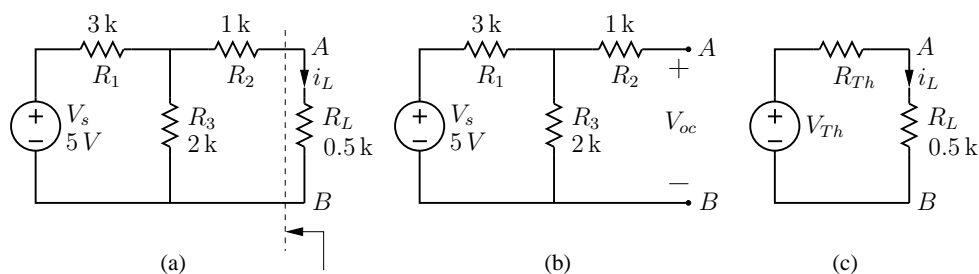 3 k
R1
1 k
R2
A
iL
Vs
5 V
R3
2 k
RL
0.5 k
B
(a)
3 k
R1
1 k
R2
A
+
Vs
5 V
R3
2 k
Voc
−
B
(b)
RTh
A
iL
VTh
RL
0.5 k
B
(c)